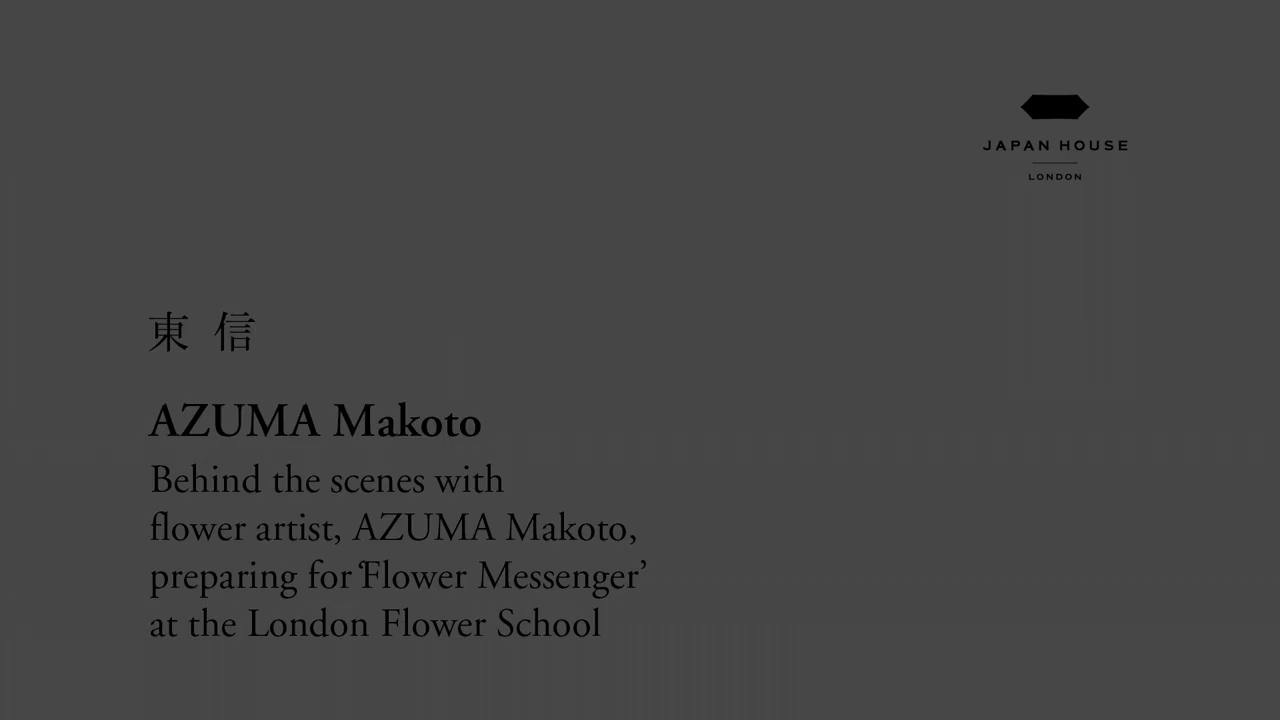 JAPAN HOUSE
LONDON
東 信
AZUMA Makoto
Behind the scenes with
flower artist, AZUMA Makoto,
preparing for ‘Flower Messenger’
at the London Flower School